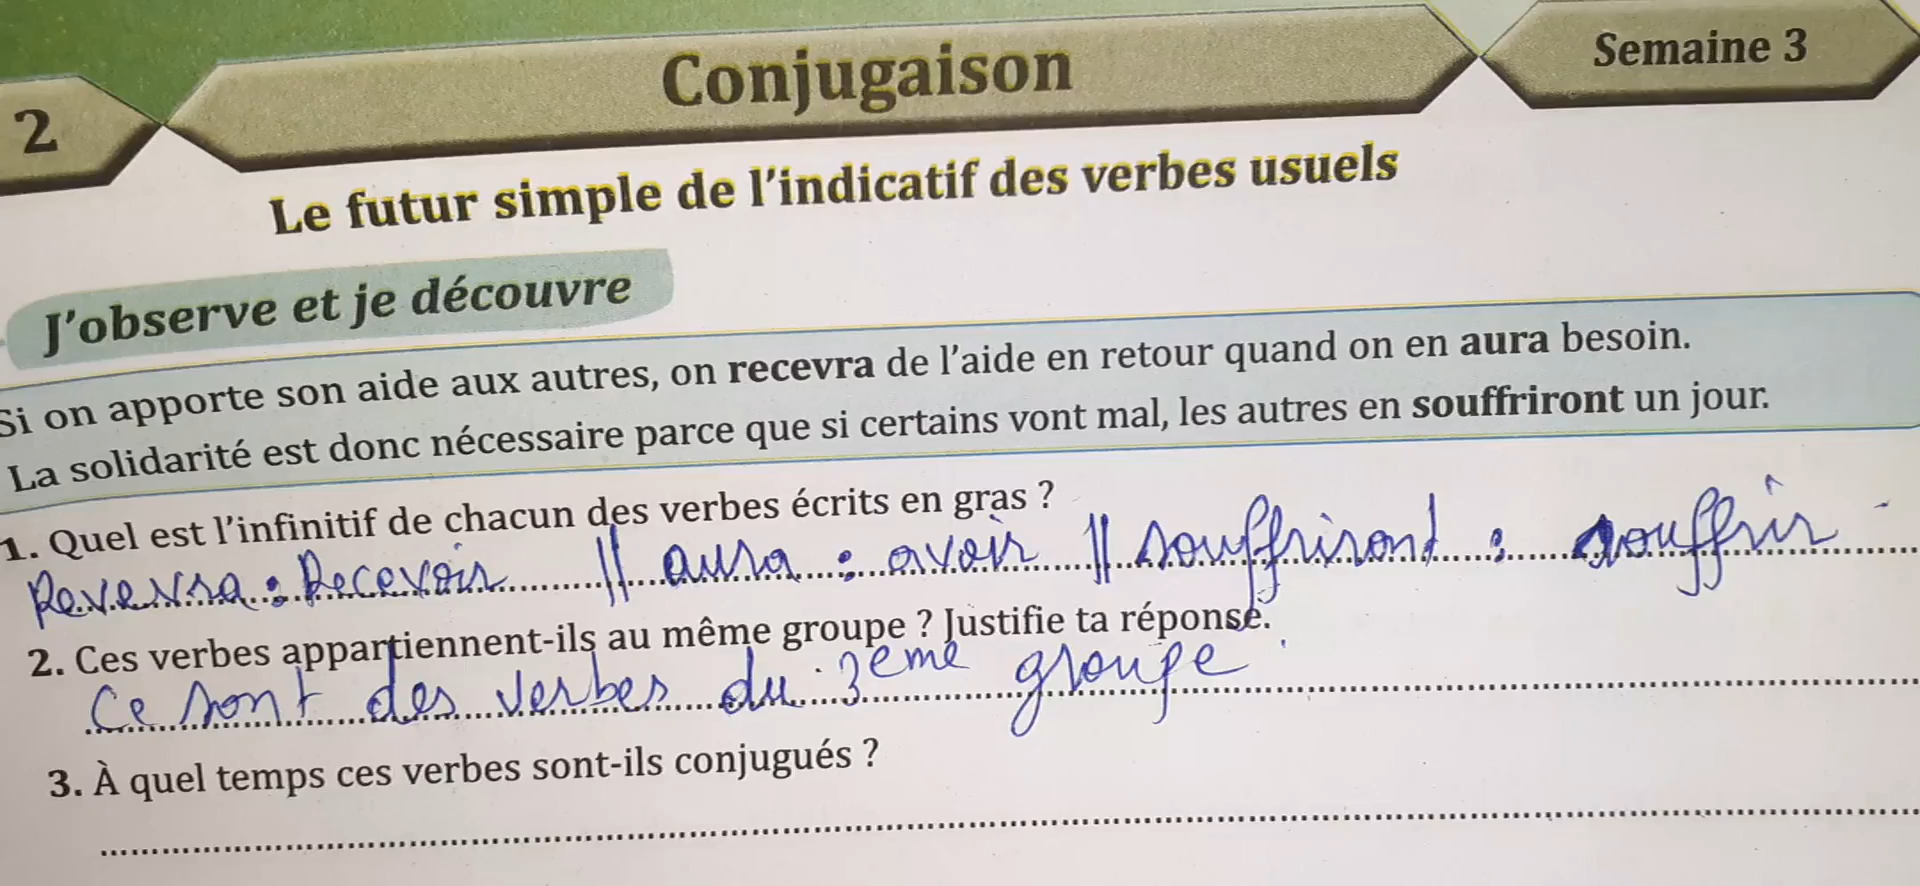 2
Conjugaison
Semaine 3
Le futur simple de l'indicatif des verbes usuels
J'observe et je découvre
Si on apporte son aide aux autres, on recevra de l'aide en retour quand on en aura besoin.
La solidarité est donc nécessaire parce que si certains vont mal, les autres en souffriront un jour.
1. Quel est l'infinitif de chacun des verbes écrits en gras ?
Revevra : Recevoir || aura : avoir || souffriront : souffrir
2. Ces verbes appartiennent-ils au même groupe ? Justifie ta réponse.
Ce sont des verbes du 3eme groupe
3. À quel temps ces verbes sont-ils conjugués ?